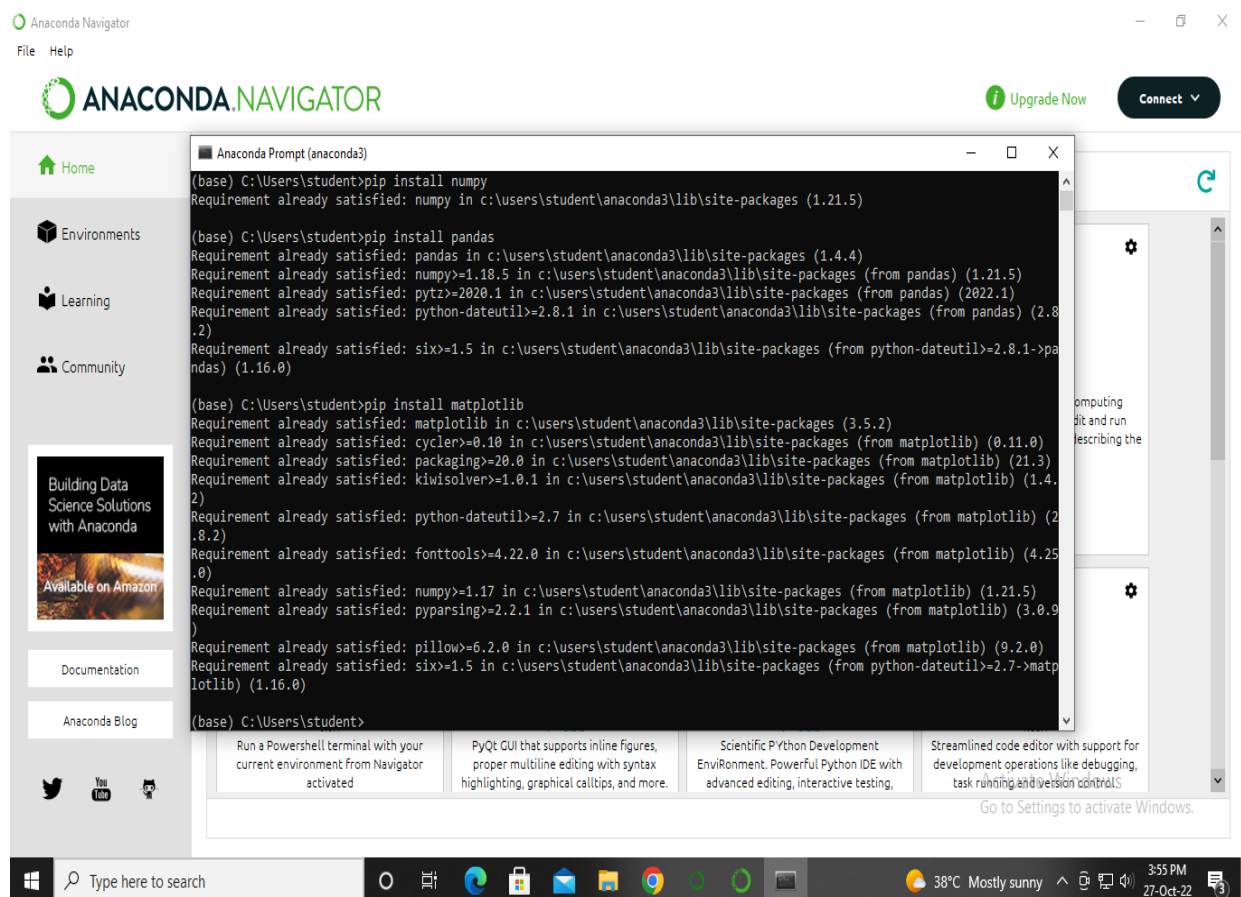 Anaconda Navigator
File Help
ANACONDA.NAVIGATOR
Upgrade Now
Connect
Home
Environments
Learning
Community
Building Data
Science Solutions
with Anaconda
Available on Amazon
Documentation
Anaconda Blog
You
Tube
Anaconda Prompt (anaconda3)
(base) C:\Users\student>pip install numpy
Requirement already satisfied: numpy in c:\users\student\anaconda3\lib\site-packages (1.21.5)
(base) C:\Users\student>pip install pandas
Requirement already satisfied: pandas in c:\users\student\anaconda3\lib\site-packages (1.4.4)
Requirement already satisfied: numpy>=1.18.5 in c:\users\student\anaconda3\lib\site-packages (from pandas) (1.21.5)
Requirement already satisfied: pytz>=2020.1 in c:\users\student\anaconda3\lib\site-packages (from pandas) (2022.1)
Requirement already satisfied: python-dateutil>=2.8.1 in c:\users\student\anaconda3\lib\site-packages (from pandas) (2.8
.2)
Requirement already satisfied: six>=1.5 in c:\users\student\anaconda3\lib\site-packages (from python-dateutil>=2.8.1->pa
ndas) (1.16.0)
(base) C:\Users\student>pip install matplotlib
Requirement already satisfied: matplotlib in c:\users\student\anaconda3\lib\site-packages (3.5.2)
Requirement already satisfied: cycler>=0.10 in c:\users\student\anaconda3\lib\site-packages (from matplotlib) (0.11.0)
Requirement already satisfied: packaging>=20.0 in c:\users\student\anaconda3\lib\site-packages (from matplotlib) (21.3)
Requirement already satisfied: kiwisolver>=1.0.1 in c:\users\student\anaconda3\lib\site-packages (from matplotlib) (1.4.
2)
Requirement already satisfied: python-dateutil>=2.7 in c:\users\student\anaconda3\lib\site-packages (from matplotlib) (2
.8.2)
Requirement already satisfied: fonttools>=4.22.0 in c:\users\student\anaconda3\lib\site-packages (from matplotlib) (4.25
.0)
Requirement already satisfied: numpy>=1.17 in c:\users\student\anaconda3\lib\site-packages (from matplotlib) (1.21.5)
Requirement already satisfied: pyparsing>=2.2.1 in c:\users\student\anaconda3\lib\site-packages (from matplotlib) (3.0.9
)
Requirement already satisfied: pillow>=6.2.0 in c:\users\student\anaconda3\lib\site-packages (from matplotlib) (9.2.0)
Requirement already satisfied: six>=1.5 in c:\users\student\anaconda3\lib\site-packages (from python-dateutil>=2.7->matp
lotlib) (1.16.0)
(base) C:\Users\student>
omputing
dit and run
describing the
Run a Powershell terminal with your
current environment from Navigator
activated
PyQt GUI that supports inline figures,
proper multiline editing with syntax
highlighting, graphical calltips, and more.
Scientific PYthon Development
EnviRonment. Powerful Python IDE with
advanced editing, interactive testing,
Streamlined code editor with support for
development operations like debugging,
task running and version control.
Activate Windows
Go to Settings to activate Windows.
Type here to search
38°C Mostly sunny
3:55 PM
27-Oct-22
3